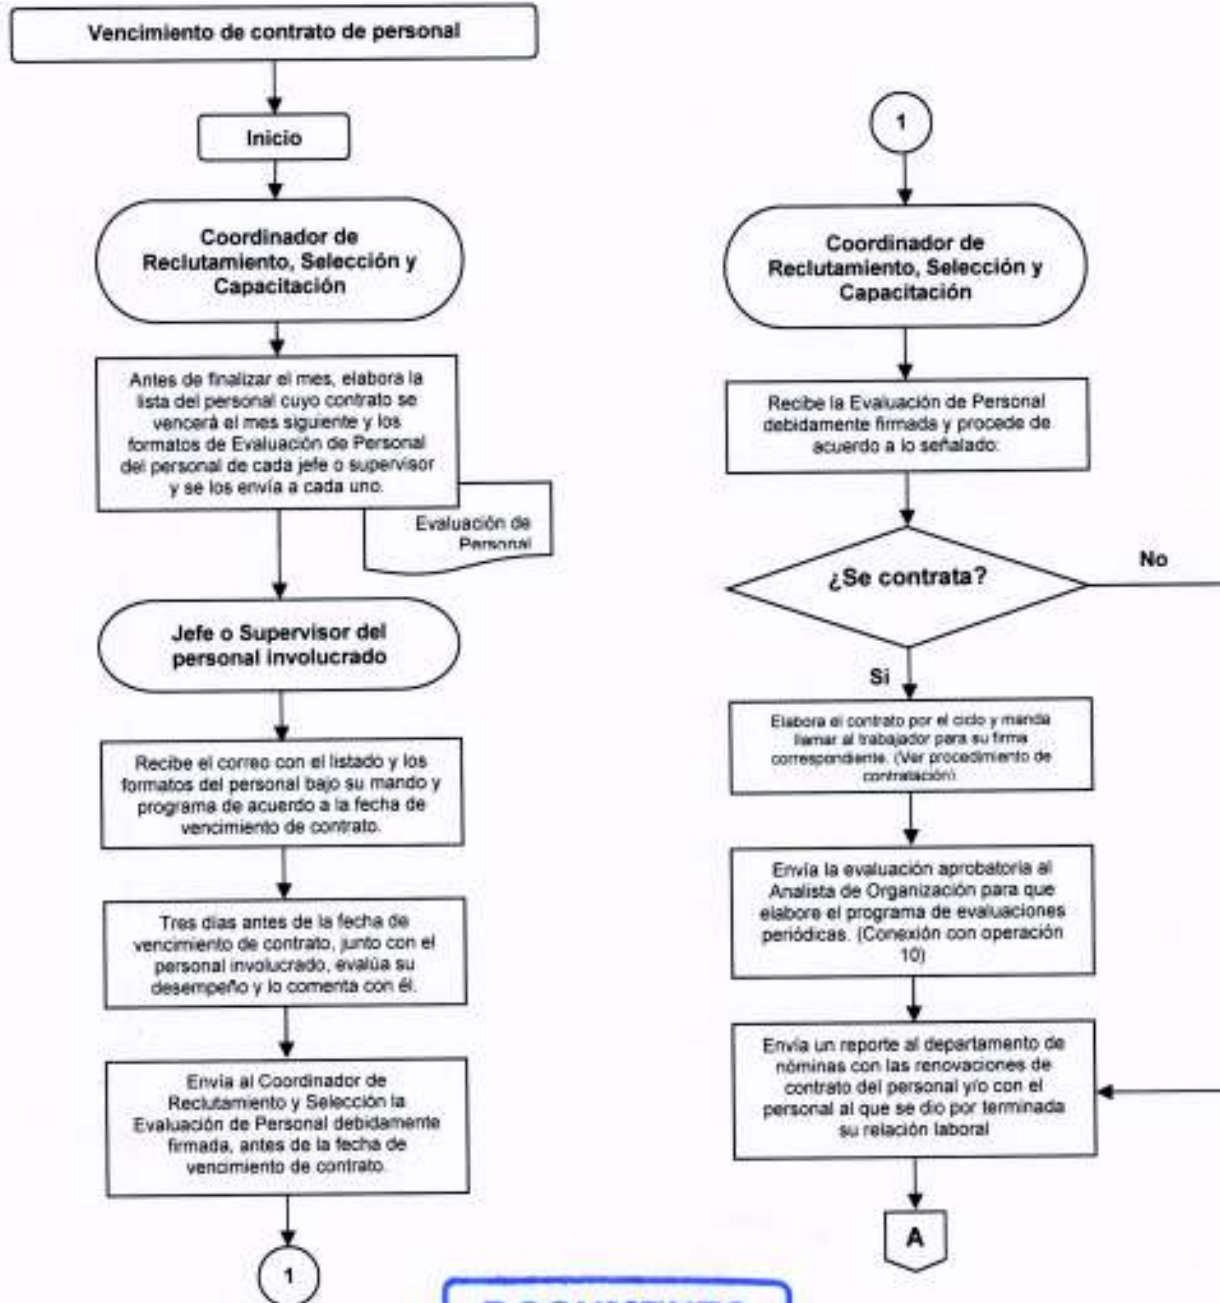 Vencimiento de contrato de personal
Inicio
Coordinador de
Reclutamiento, Selección y
Capacitación
Antes de finalizar el mes, elabora la
lista del personal cuyo contrato se
vencerá el mes siguiente y los
formatos de Evaluación de Personal
del personal de cada jefe o supervisor
y se los envía a cada uno.
Evaluación de
Personal
Jefe o Supervisor del
personal involucrado
Recibe el correo con el listado y los
formatos del personal bajo su mando y
programa de acuerdo a la fecha de
vencimiento de contrato.
Tres días antes de la fecha de
vencimiento de contrato, junto con el
personal involucrado, evalúa su
desempeño y lo comenta con él.
Envía al Coordinador de
Reclutamiento y Selección la
Evaluación de Personal debidamente
firmada, antes de la fecha de
vencimiento de contrato.
1
1
Coordinador de
Reclutamiento, Selección y
Capacitación
Recibe la Evaluación de Personal
debidamente firmada y procede de
acuerdo a lo señalado:
¿Se contrata?
No
Si
Elabora el contrato por el ciclo y manda
llamar al trabajador para su firma
correspondiente. (Ver procedimiento de
contratación)
Envía la evaluación aprobatoria al
Analista de Organización para que
elabore el programa de evaluaciones
periódicas. (Conexión con operación
10)
Envía un reporte al departamento de
nóminas con las renovaciones de
contrato del personal y/o con el
personal al que se dio por terminada
su relación laboral
A
DOCUMENTO